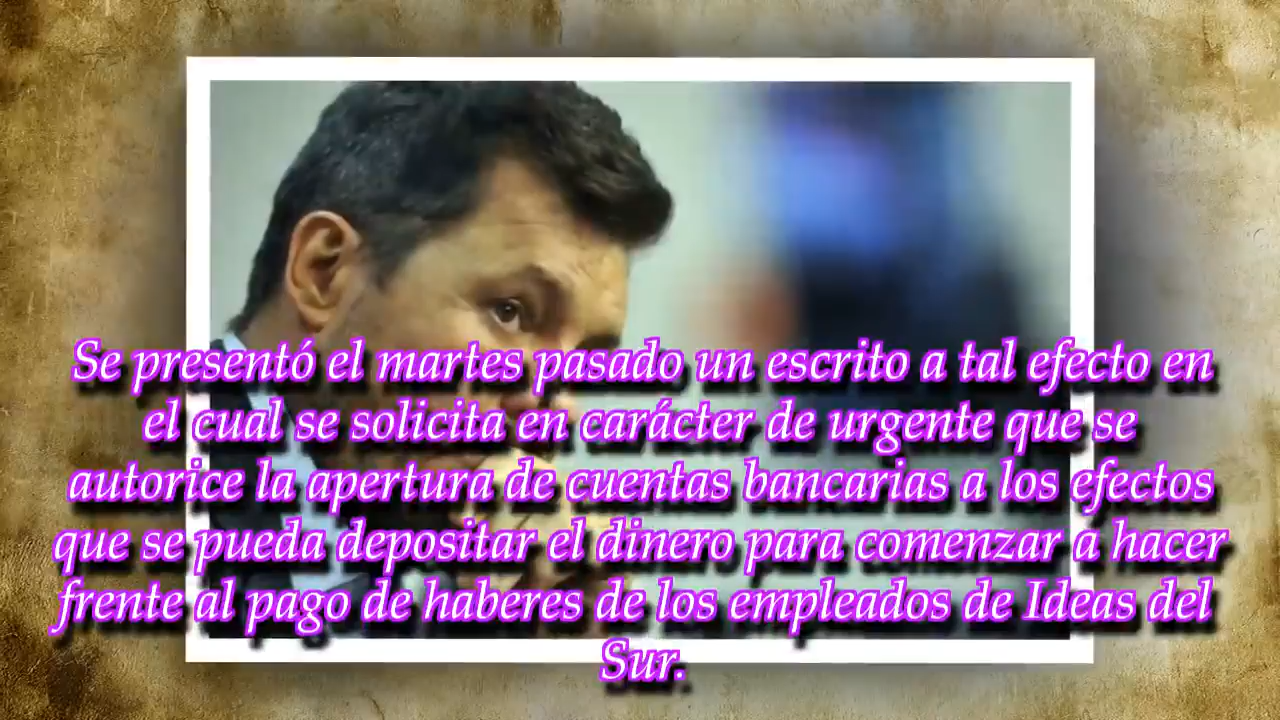 Se presentó el martes pasado un escrito a tal efecto en
el cual se solicita en carácter de urgente que se
autorice la apertura de cuentas bancarias a los efectos
que se pueda depositar el dinero para comenzar a hacer
frente al pago de haberes de los empleados de Ideas del
Sur.